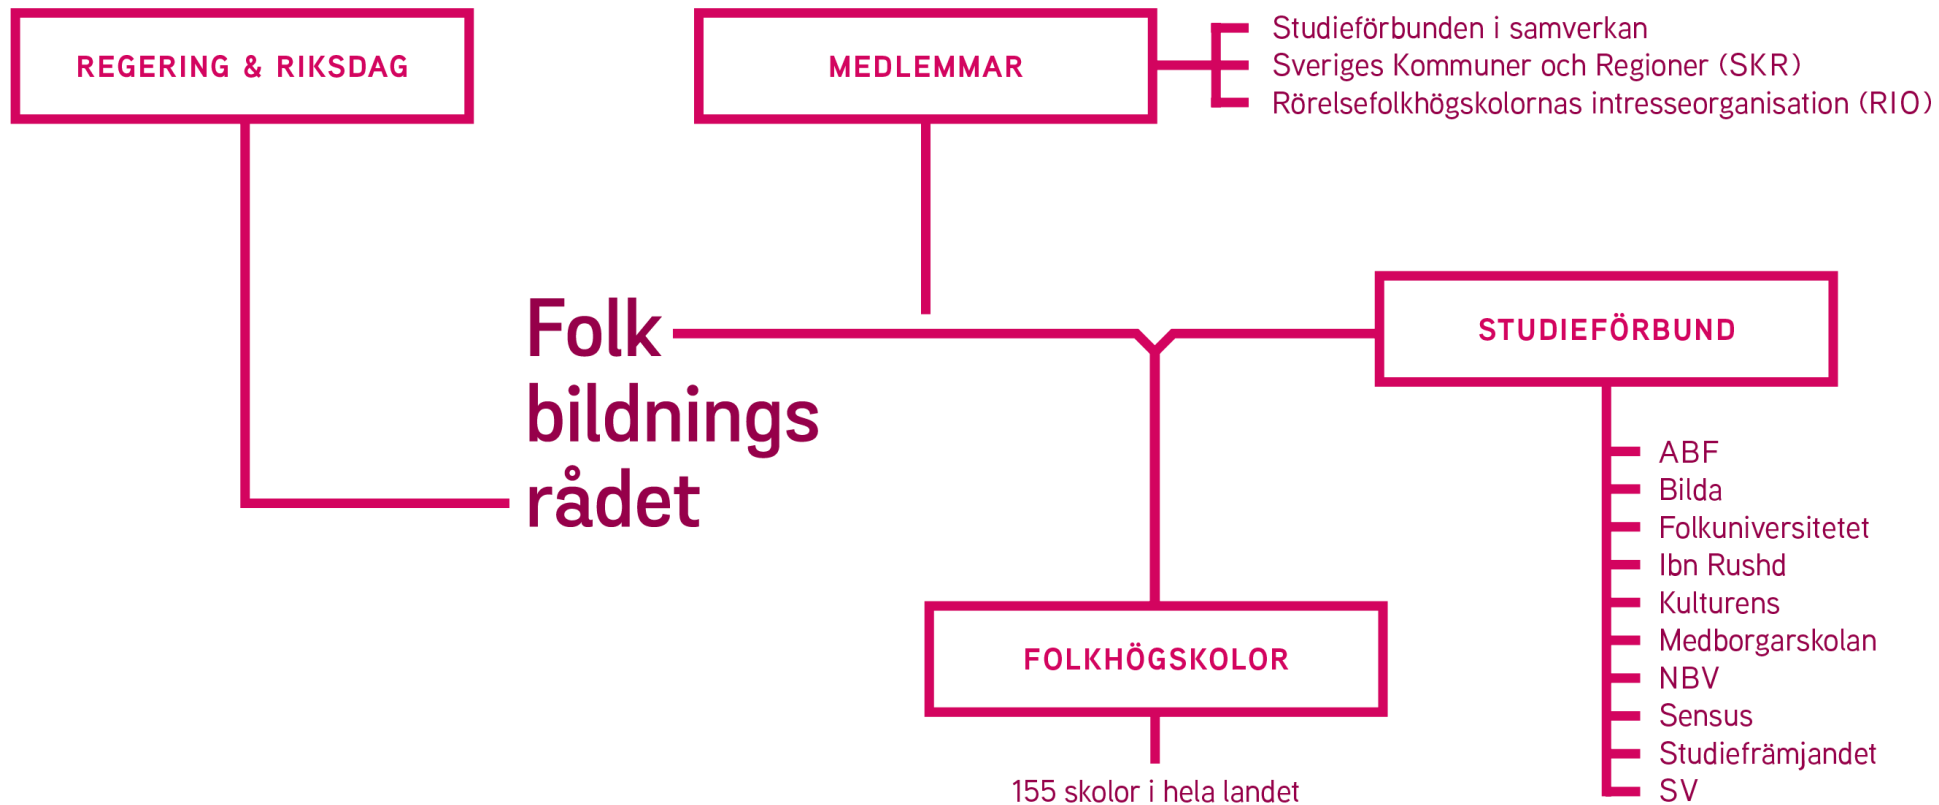 REGERING & RIKSDAG
MEDLEMMAR
Studieförbunden i samverkan
Sveriges Kommuner och Regioner (SKR)
Rörelsefolkhögskolornas intresseorganisation (RIO)
Folk
bildnings
rådet
STUDIEFÖRBUND
ABF
Bilda
Folkuniversitetet
Ibn Rushd
Kulturens
Medborgarskolan
NBV
Sensus
Studiefrämjandet
SV
FOLKHÖGSKOLOR
155 skolor i hela landet